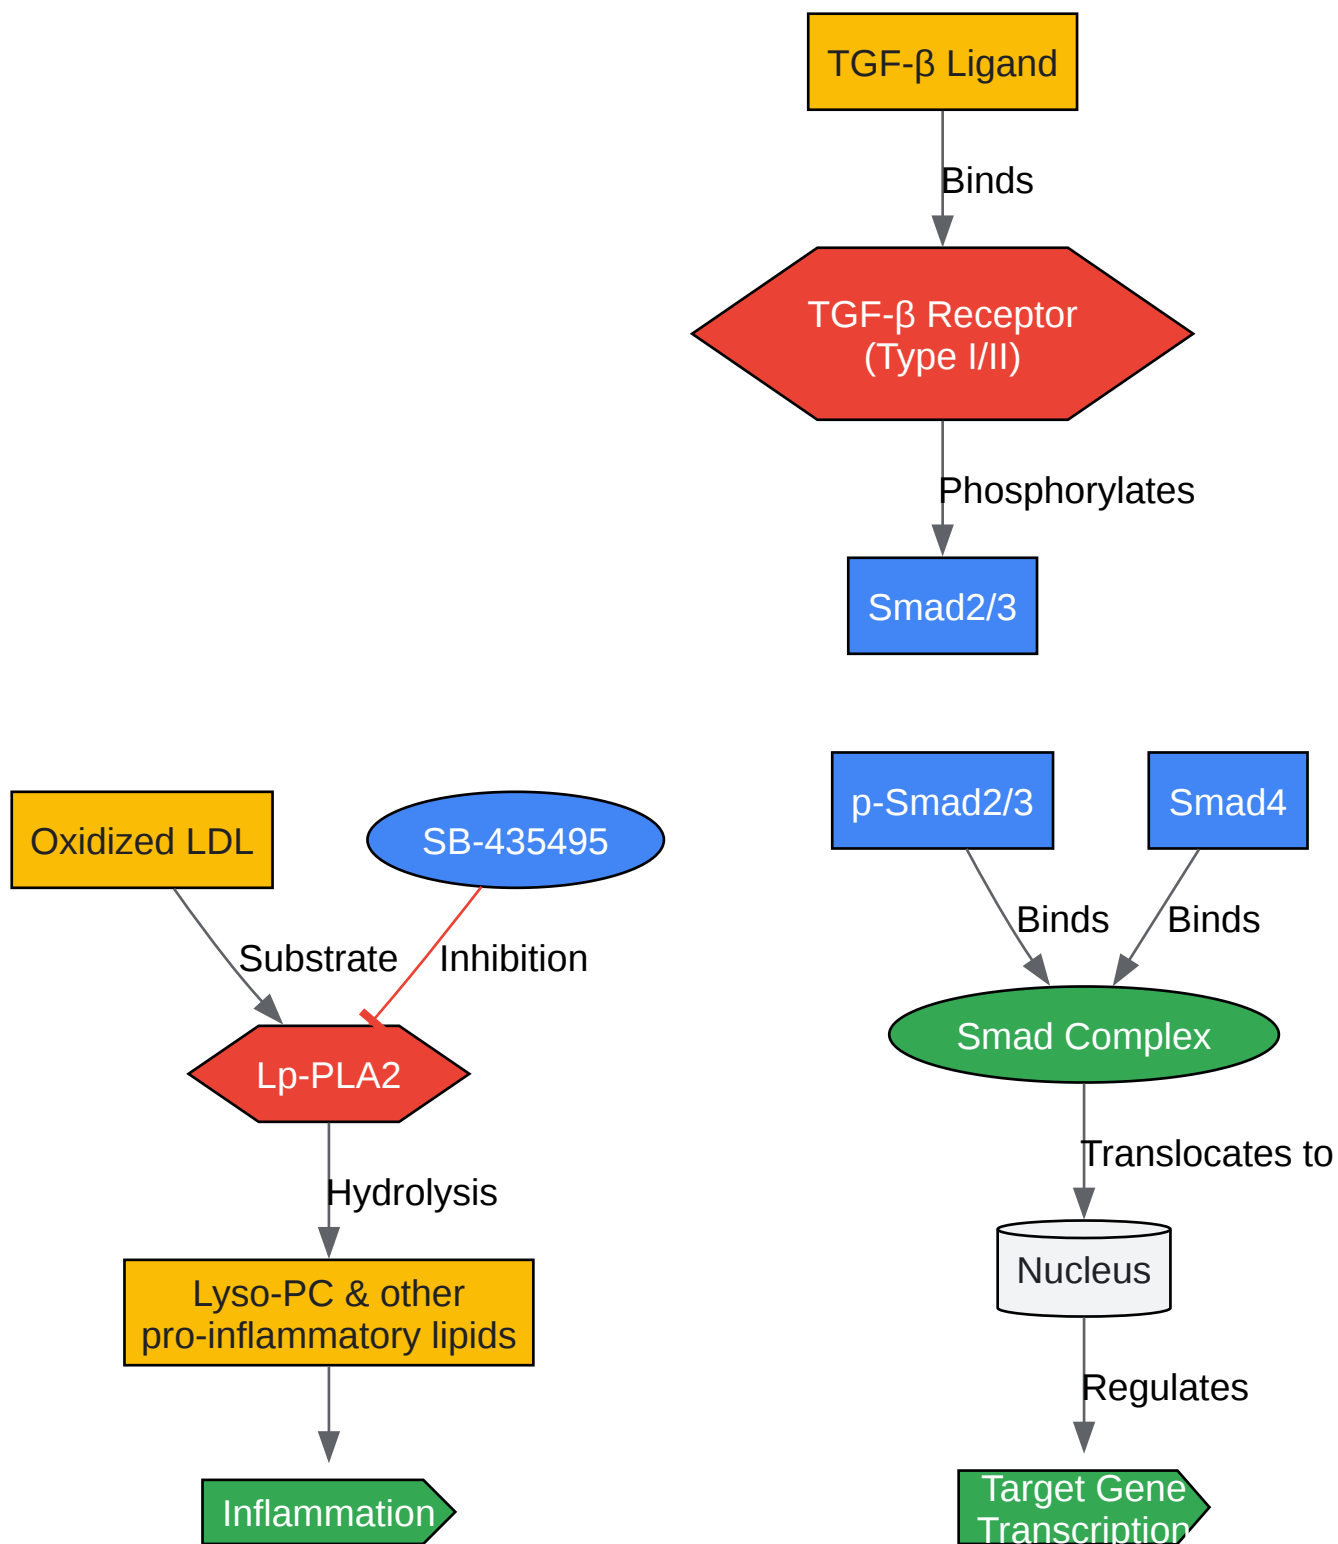 TGF-β Ligand
Binds
TGF-β Receptor
(Type I/II)
Phosphorylates
Smad2/3
p-Smad2/3
Smad4
Oxidized LDL
SB-435495
Binds
Binds
Substrate
Inhibition
Smad Complex
Lp-PLA2
Translocates to
Hydrolysis
Nucleus
Lyso-PC & other
pro-inflammatory lipids
Regulates
Inflammation
Target Gene
Transcription